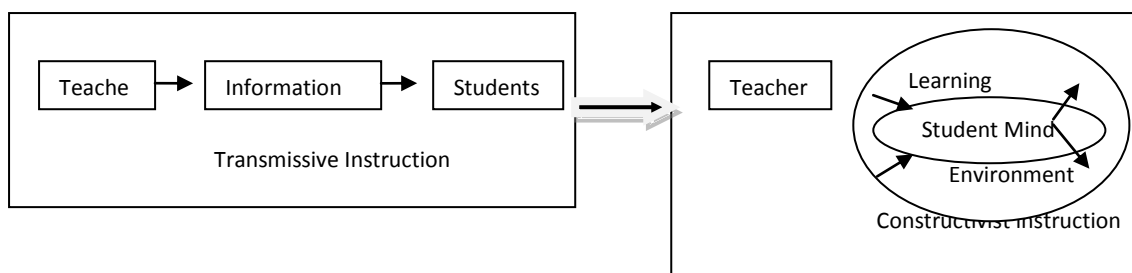 Teache
Information
Students
Transmissive Instruction
Teacher
Learning
Student Mind
Environment
Constructivist Instruction